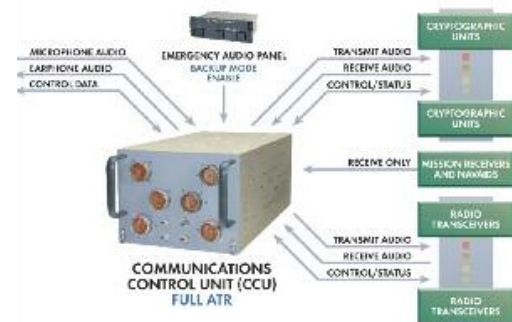 CRYPTOGRAPHIC
UNITS
MICROPHONE AUDIO
EARPHONE AUDIO
CONTROL DATA
EMERGENCY AUDIO PANEL
BACKUP MODE
ENABLE
TRANSMIT AUDIO
RECEIVE AUDIO
CONTROL/STATUS
CRYPTOGRAPHIC
UNITS
RECEIVE ONLY
MISSION RECEIVERS
AND NAVAIDS
RADIO
TRANSCEIVERS
TRANSMIT AUDIO
RECEIVE AUDIO
CONTROL/STATUS
COMMUNICATIONS
CONTROL UNIT (CCU)
FULL ATR
RADIO
TRANSCEIVERS